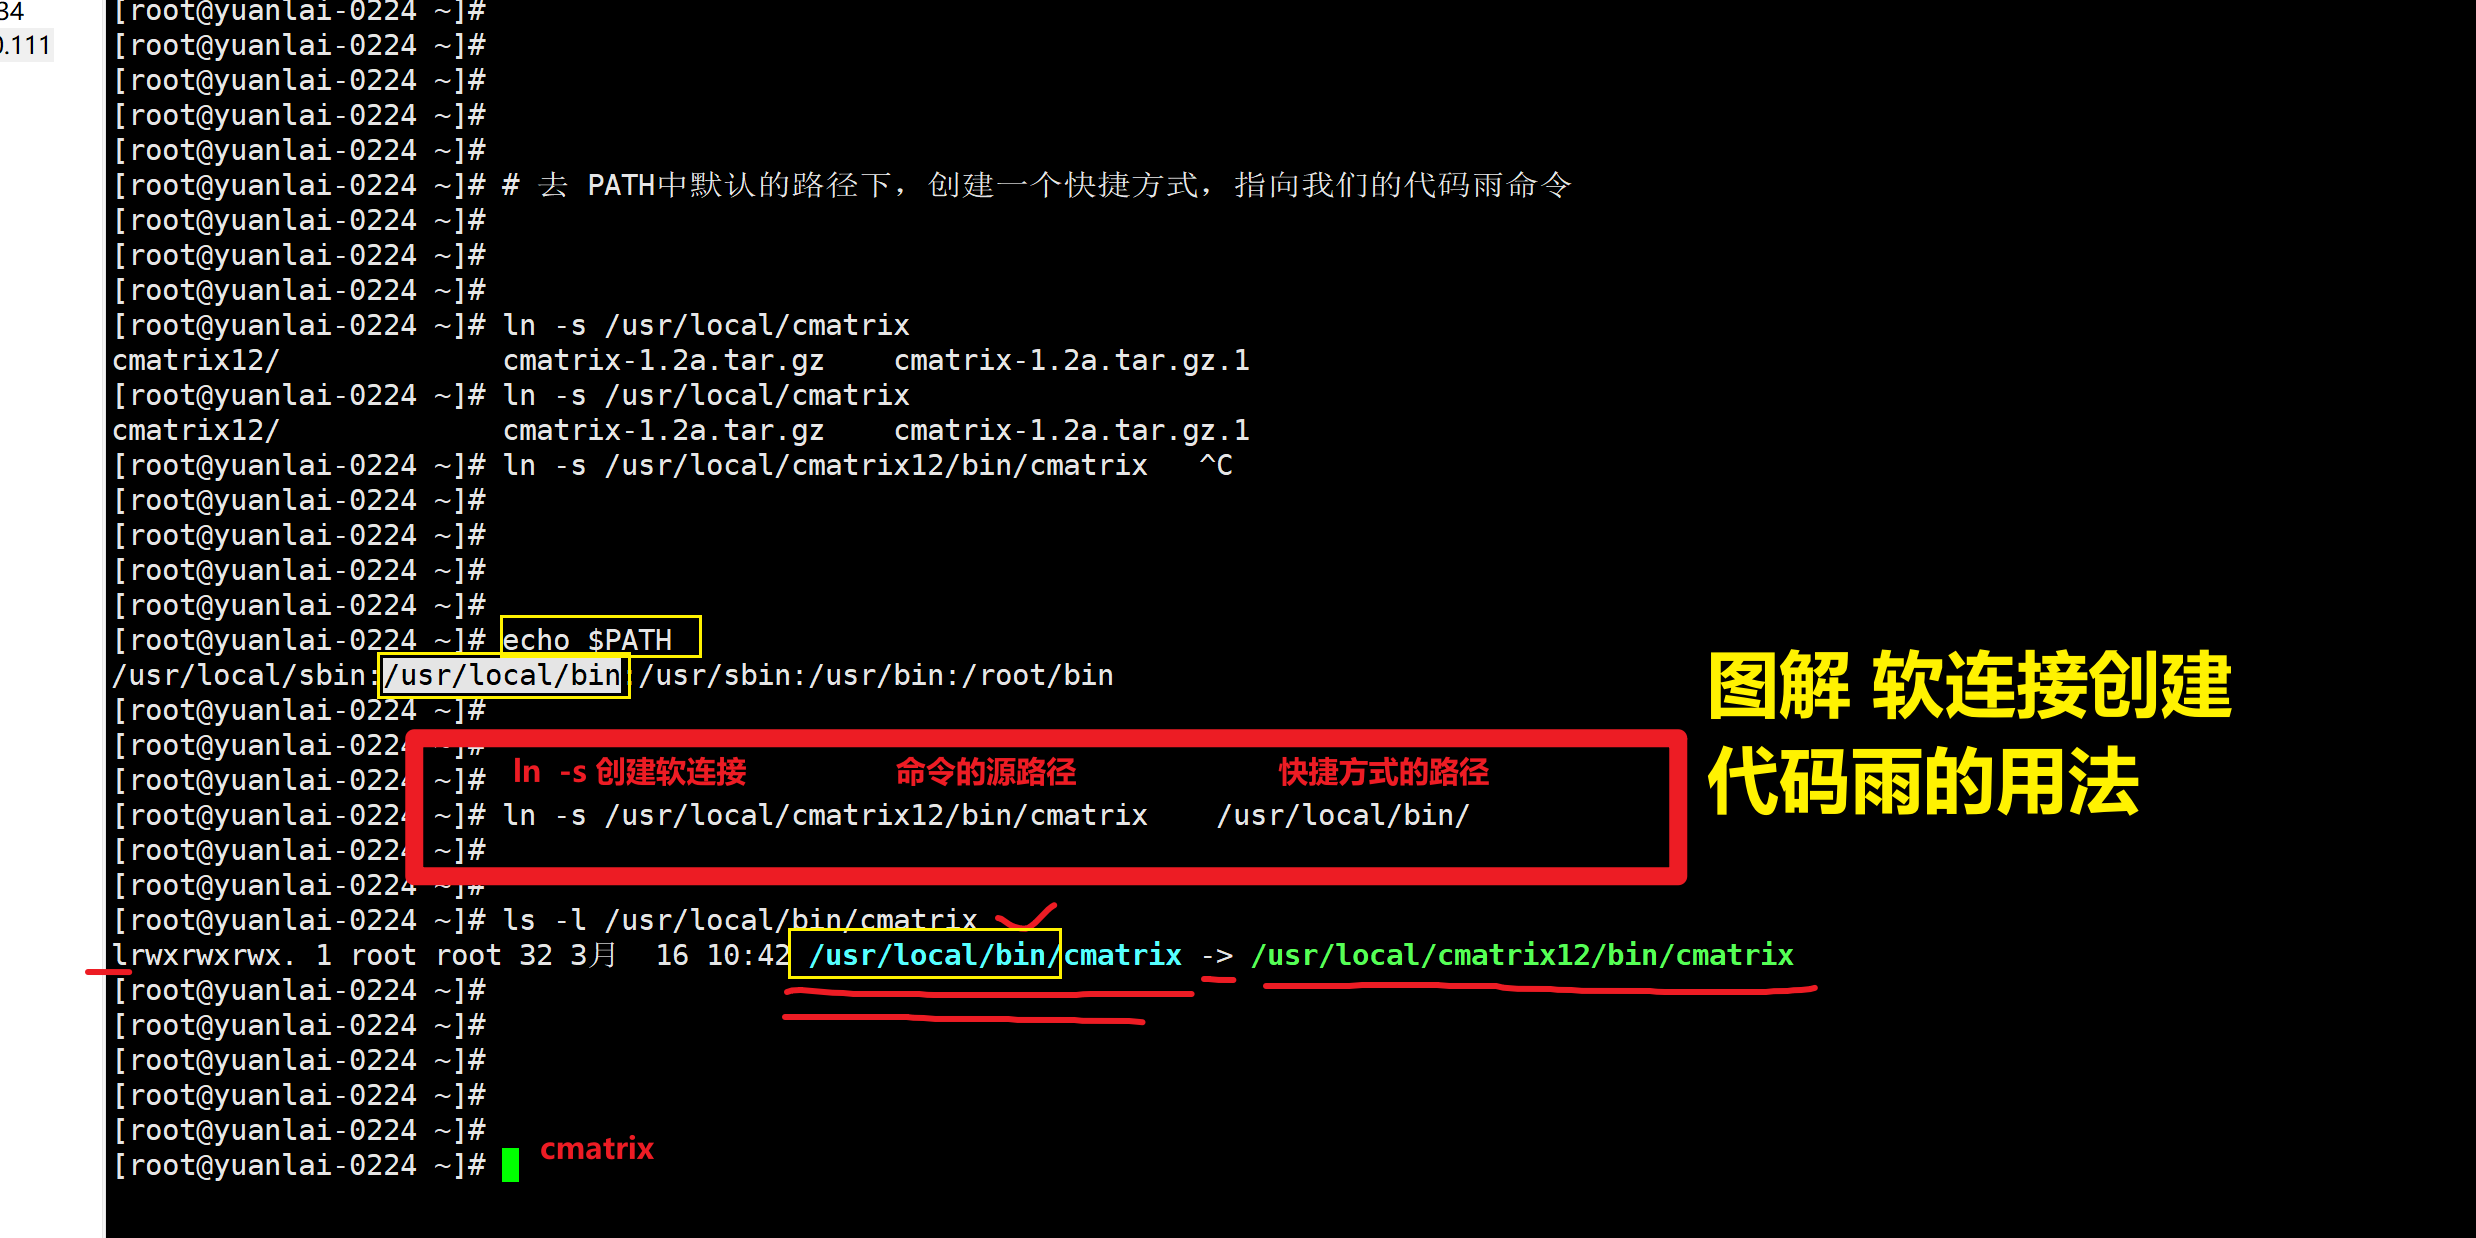 34
0.111
[root@yuanlai-0224 ~]#
[root@yuanlai-0224 ~]#
[root@yuanlai-0224 ~]#
[root@yuanlai-0224 ~]#
[root@yuanlai-0224 ~]#
[root@yuanlai-0224 ~]# # 去 PATH中默认的路径下，创建一个快捷方式，指向我们的代码雨命令
[root@yuanlai-0224 ~]#
[root@yuanlai-0224 ~]#
[root@yuanlai-0224 ~]#
[root@yuanlai-0224 ~]# ln -s /usr/local/cmatrix
cmatrix12/ cmatrix-1.2a.tar.gz cmatrix-1.2a.tar.gz.1
[root@yuanlai-0224 ~]# ln -s /usr/local/cmatrix
cmatrix12/ cmatrix-1.2a.tar.gz cmatrix-1.2a.tar.gz.1
[root@yuanlai-0224 ~]# ln -s /usr/local/cmatrix12/bin/cmatrix ^C
[root@yuanlai-0224 ~]#
[root@yuanlai-0224 ~]#
[root@yuanlai-0224 ~]#
[root@yuanlai-0224 ~]#
[root@yuanlai-0224 ~]# echo $PATH
/usr/local/sbin:/usr/local/bin:/usr/sbin:/usr/bin:/root/bin
[root@yuanlai-0224 ~]#
[root@yuanlai-0224 ~]#
图解 软连接创建
代码雨的用法
ln -s 创建软连接 命令的源路径 快捷方式的路径
[root@yuanlai-0224 ~]#
[root@yuanlai-0224 ~]# ln -s /usr/local/cmatrix12/bin/cmatrix /usr/local/bin/
[root@yuanlai-0224 ~]#
[root@yuanlai-0224 ~]#
[root@yuanlai-0224 ~]# ls -l /usr/local/bin/cmatrix
lrwxrwxrwx. 1 root root 32 3月 16 10:42 /usr/local/bin/cmatrix -> /usr/local/cmatrix12/bin/cmatrix
[root@yuanlai-0224 ~]#
[root@yuanlai-0224 ~]#
[root@yuanlai-0224 ~]#
[root@yuanlai-0224 ~]#
[root@yuanlai-0224 ~]#
[root@yuanlai-0224 ~]# cmatrix